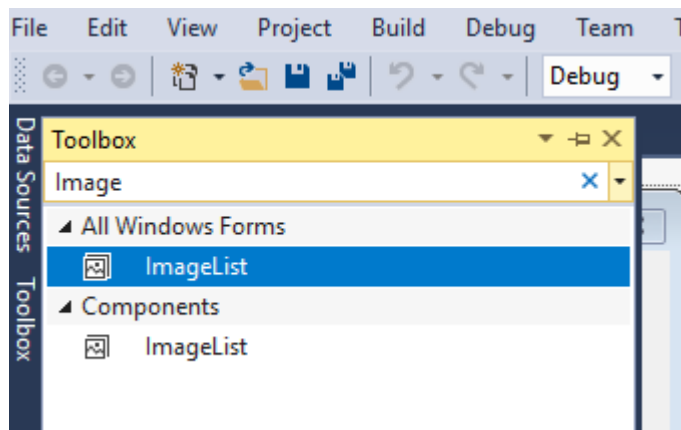 File Edit View Project Build Debug Team
Debug
Data Sources
Toolbox
Toolbox
Image
All Windows Forms
ImageList
Components
ImageList